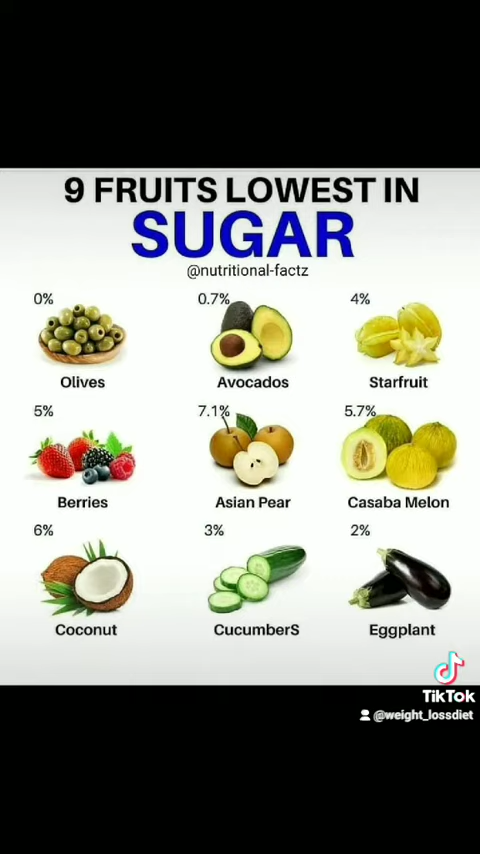 9 FRUITS LOWEST IN
SUGAR
@nutritional-factz
0%
0.7%
4%
Olives
Avocados
Starfruit
5%
7.1%
5.7%
Berries
Asian Pear
Casaba Melon
6%
3%
2%
Coconut
CucumberS
Eggplant
TikTok
@weight_lossdiet